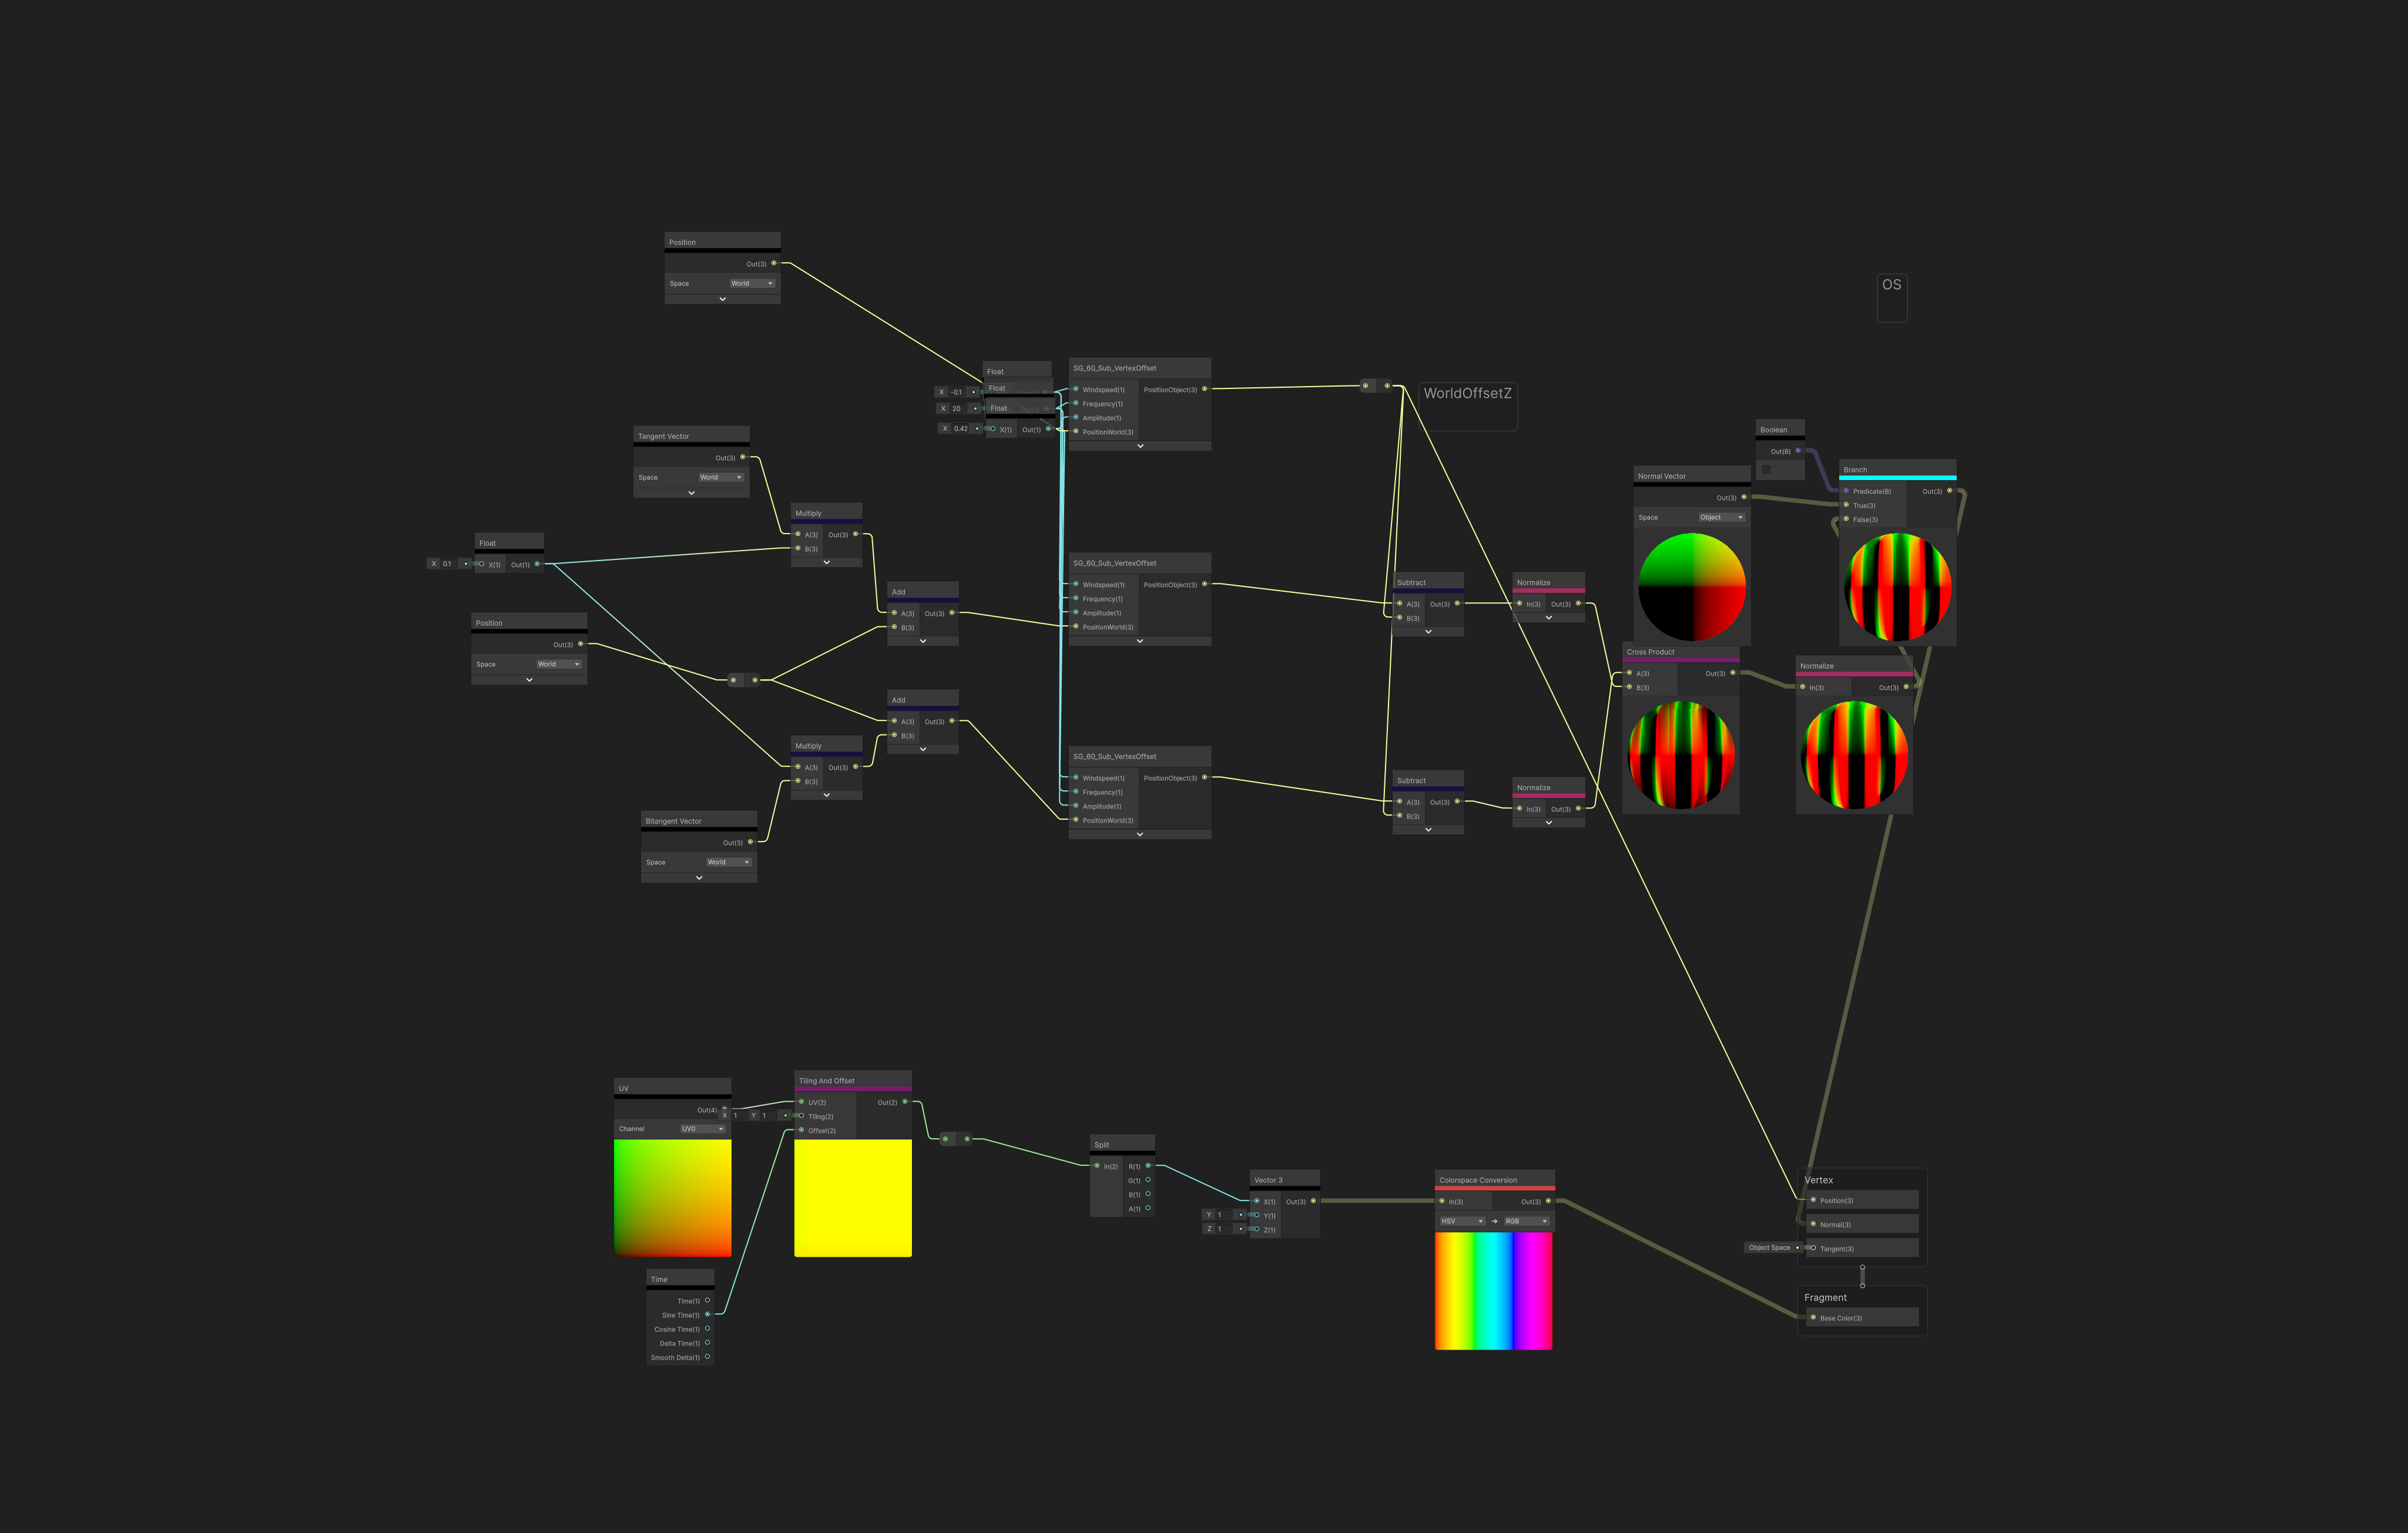 Position
Out(3)
Space World
OS
Float
Float
Float
X -0.1
X 20
X 0.42 X(1) Out(1)
SG_60_Sub_VertexOffset
Windspeed(1) PositionObject(3)
Frequency(1)
Amplitude(1)
PositionWorld(3)
WorldOffsetZ
Tangent Vector
Out(3)
Space World
Boolean
Out(B)
Normal Vector
Out(3)
Space Object
Branch
Predicate(B) Out(3)
True(3)
False(3)
Multiply
A(3) Out(3)
B(3)
Float
X 0.1 X(1) Out(1)
SG_60_Sub_VertexOffset
Windspeed(1) PositionObject(3)
Frequency(1)
Amplitude(1)
PositionWorld(3)
Add
A(3) Out(3)
B(3)
Subtract
A(3) Out(3)
B(3)
Normalize
In(3) Out(3)
Position
Out(3)
Space World
Cross Product
A(3) Out(3)
B(3)
Normalize
In(3) Out(3)
Add
A(3) Out(3)
B(3)
Multiply
A(3) Out(3)
B(3)
SG_60_Sub_VertexOffset
Windspeed(1) PositionObject(3)
Frequency(1)
Amplitude(1)
PositionWorld(3)
Subtract
A(3) Out(3)
B(3)
Normalize
In(3) Out(3)
Bitangent Vector
Out(3)
Space World
UV
Out(4)
Channel UV0
X 1 Y 1
Tiling And Offset
UV(2) Out(2)
Tiling(2)
Offset(2)
Split
In(2) R(1)
G(1)
B(1)
A(1)
Vector 3
X(1) Out(3)
Y 1 Y(1)
Z 1 Z(1)
Colorspace Conversion
In(3) Out(3)
HSV RGB
Vertex
Position(3)
Normal(3)
Object Space Tangent(3)
Fragment
Base Color(3)
Time
Time(1)
Sine Time(1)
Cosine Time(1)
Delta Time(1)
Smooth Delta(1)